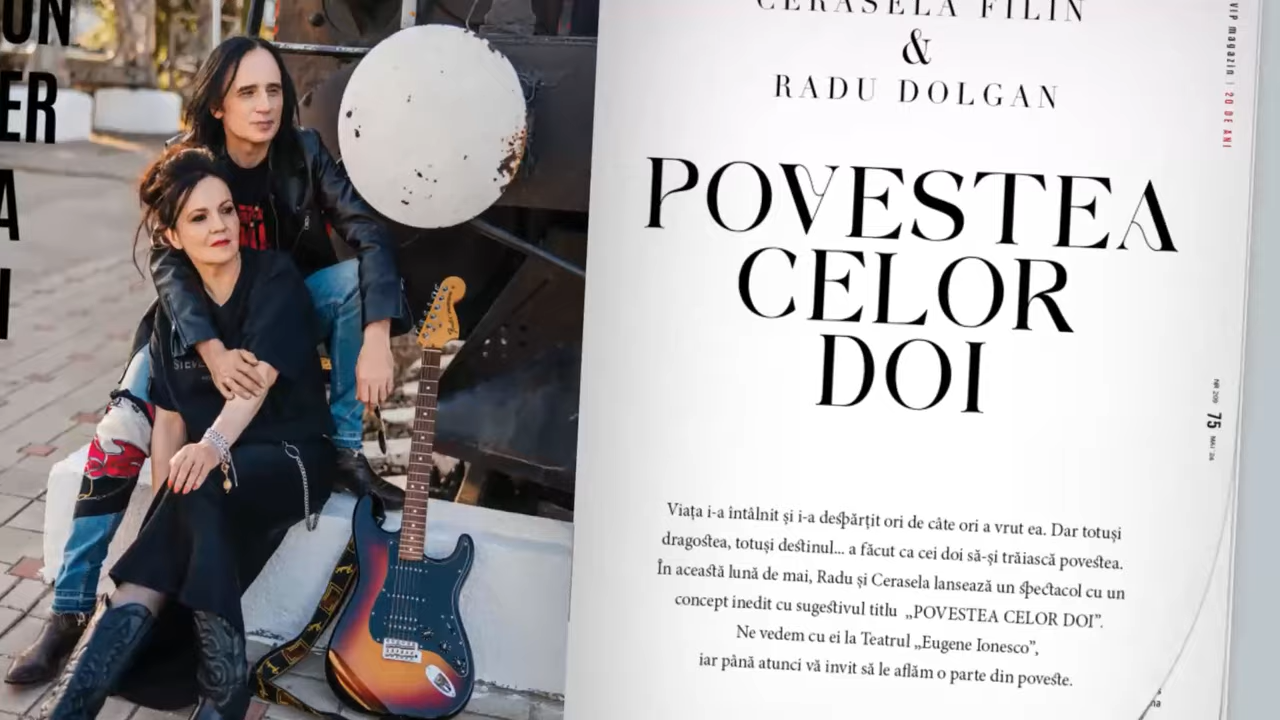 ON
ER
A
CERASELA FILIN
&
RADU DOLGAN
POVESTEA
CELOR
DOI
Viața i-a întâlnit și i-a despărțit ori de câte ori a vrut ea. Dar totuși
dragostea, totuși destinul... a făcut ca cei doi să-și trăiască povestea.
În această lună de mai, Radu și Cerasela lansează un spectacol cu un
concept inedit cu sugestivul titlu „POVESTEA CELOR DOI”.
Ne vedem cu ei la Teatrul „Eugene Ionesco”,
iar până atunci vă invit să le aflăm o parte din poveste.
VIP magazin | 20 DE ANI
75 MAI '24